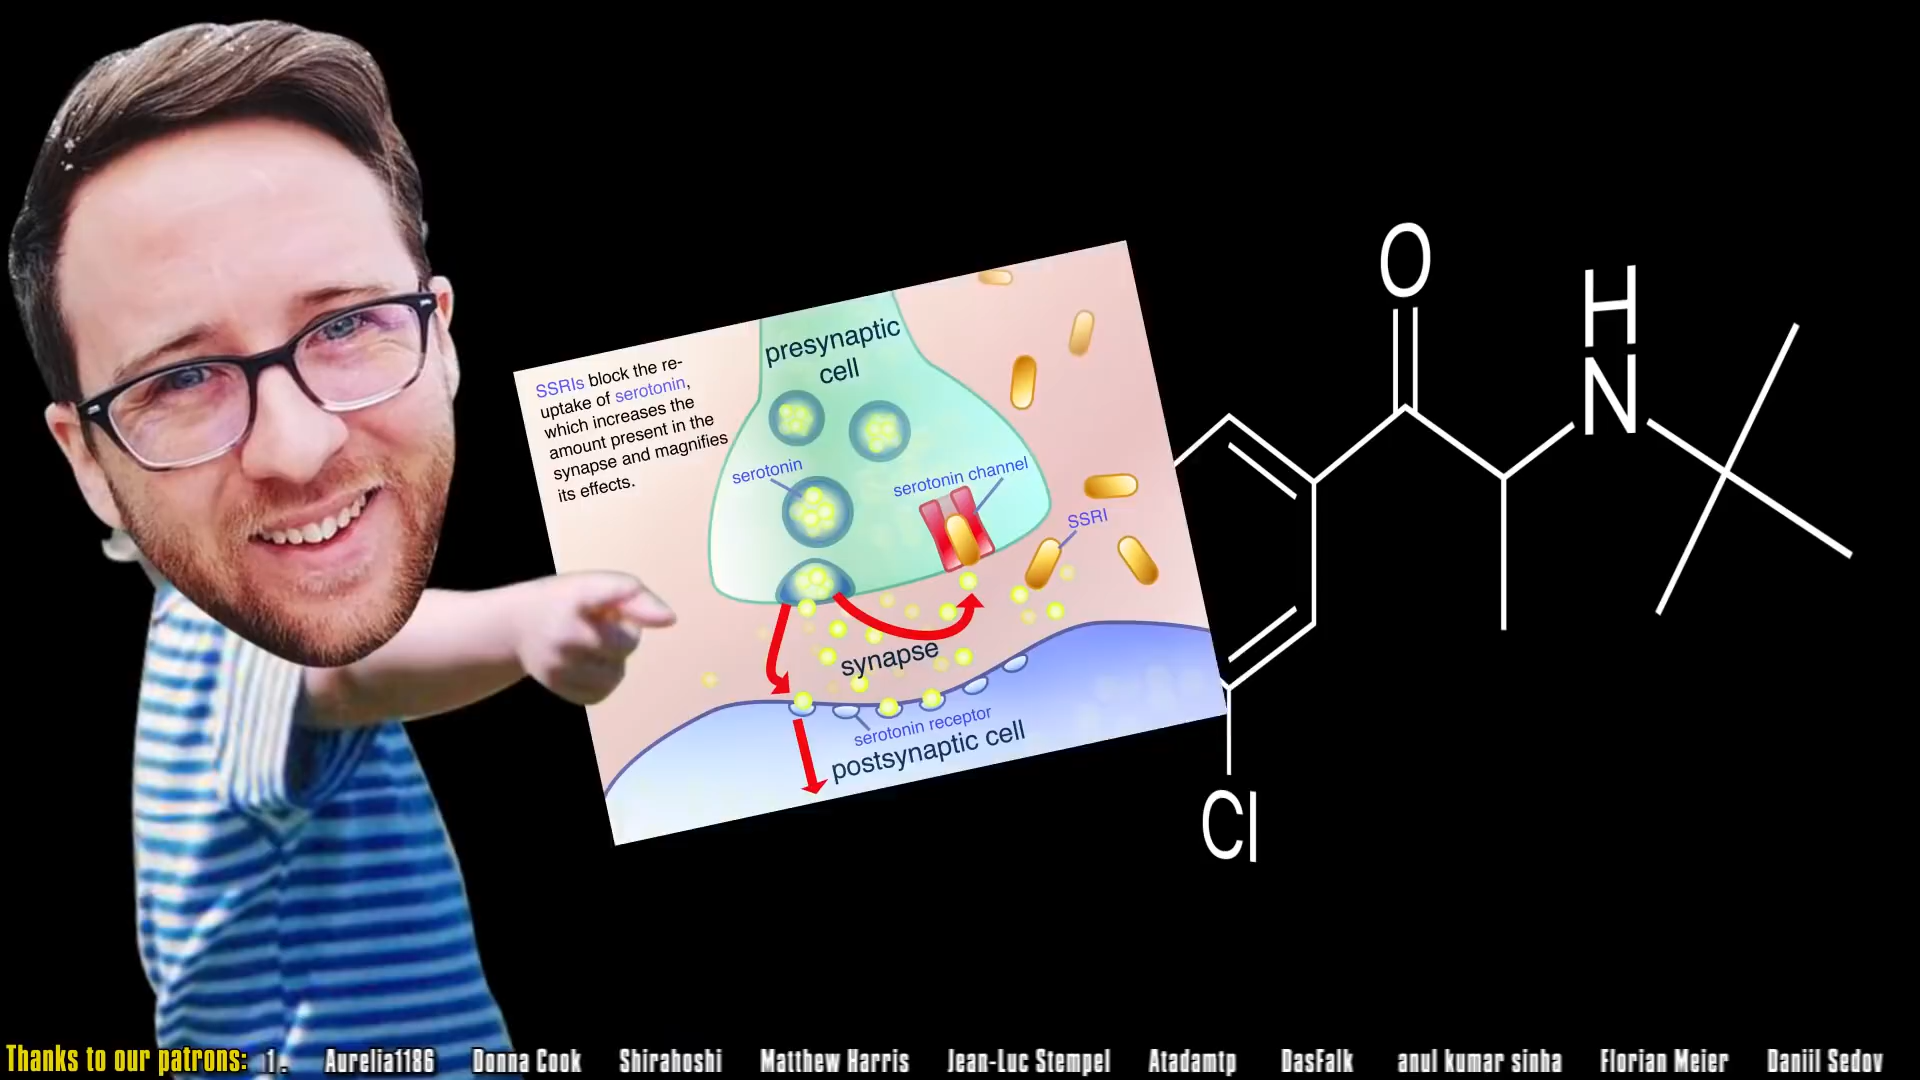 SSRIs block the re-
uptake of serotonin,
which increases the
amount present in the
synapse and magnifies
its effects.
presynaptic
cell
serotonin
serotonin channel
SSRI
synapse
serotonin receptor
postsynaptic cell
O
H
N
Cl
Thanks to our patrons: 1. Aurelia1186 Donna Cook Shirahoshi Matthew Harris Jean-Luc Stempel Atadamtp DasFalk anul kumar sinha Florian Meier Daniil Sedov